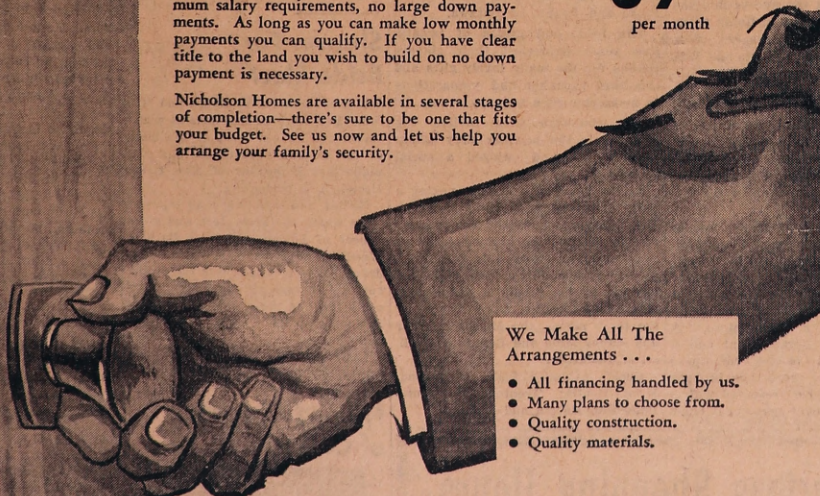 mum salary requirements, no large down pay-
ments. As long as you can make low monthly
payments you can qualify. If you have clear
title to the land you wish to build on no down
payment is necessary.
Nicholson Homes are available in several stages
of completion—there's sure to be one that fits
your budget. See us now and let us help you
arrange your family's security.
per month
We Make All The
Arrangements . . .
• All financing handled by us.
• Many plans to choose from.
• Quality construction.
• Quality materials.